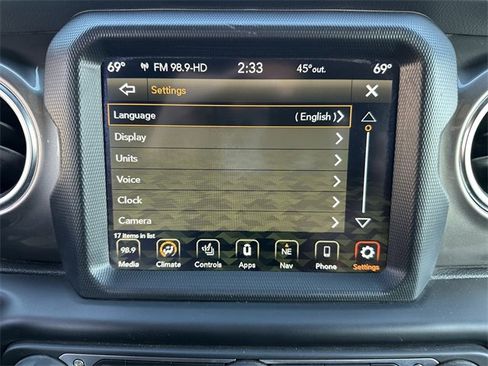 69° FM 98.9-HD 2:33 45°out. 69°
Settings
Language ( English )
Display
Units
Voice
Clock
Camera
17 Items in list
98.9 NE
Media Climate Controls Apps Nav Phone Settings